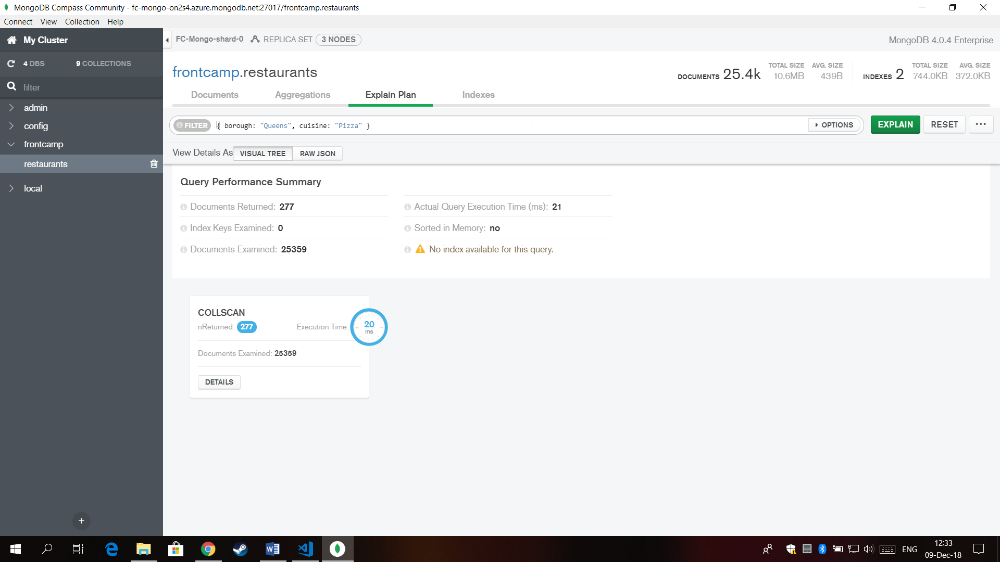 MongoDB Compass Community - fc-mongo-on2s4.azure.mongodb.net:27017/frontcamp.restaurants
Connect View Collection Help
My Cluster
4 DBS 9 COLLECTIONS
filter
admin
config
frontcamp
restaurants
local
+
FC-Mongo-shard-0 REPLICA SET 3 NODES
MongoDB 4.0.4 Enterprise
frontcamp.restaurants
DOCUMENTS 25.4k TOTAL SIZE 10.6MB AVG. SIZE 439B INDEXES 2 TOTAL SIZE 744.0KB AVG. SIZE 372.0KB
Documents Aggregations Explain Plan Indexes
FILTER { borough: "Queens", cuisine: "Pizza" } OPTIONS EXPLAIN RESET ...
View Details As VISUAL TREE RAW JSON
Query Performance Summary
Documents Returned: 277
Index Keys Examined: 0
Documents Examined: 25359
Actual Query Execution Time (ms): 21
Sorted in Memory: no
No index available for this query.
COLLSCAN
nReturned: 277 Execution Time: 20 ms
Documents Examined: 25359
DETAILS
ENG
12:33
09-Dec-18